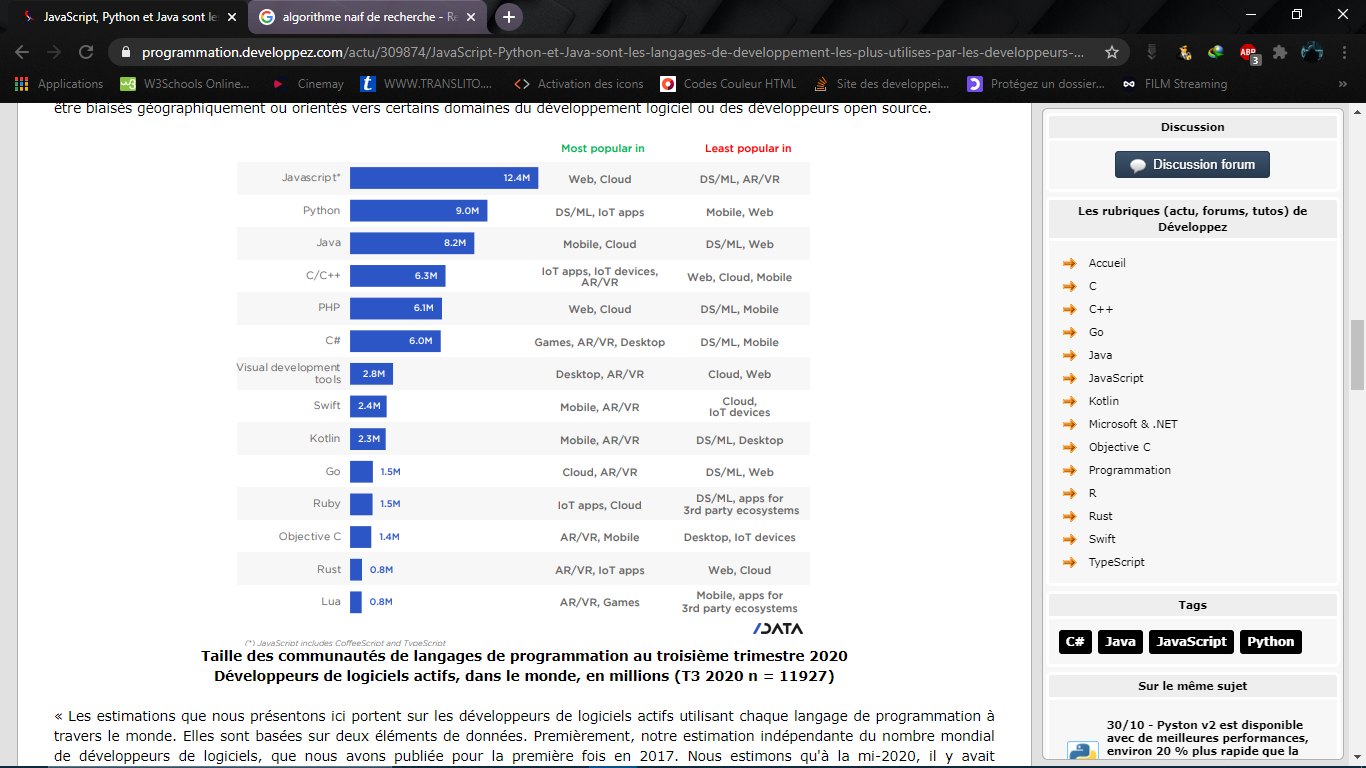 JavaScript, Python et Java sont le
algorithme naïf de recherche - Re
programmation.developpez.com/actu/309874/JavaScript-Python-et-Java-sont-les-langages-de-developpement-les-plus-utilises-par-les-developpeurs-...
Applications
W3Schools Online...
Cinemay
WWW.TRANSLITO....
Activation des icons
Codes Couleur HTML
Site des developpei...
Protégez un dossier...
FILM Streaming
être biaisés géographiquement ou orientés vers certains domaines du développement logiciel ou des développeurs open source.
Most popular in Least popular in
Javascript* 12.4M Web, Cloud DS/ML, AR/VR
Python 9.0M DS/ML, IoT apps Mobile, Web
Java 8.2M Mobile, Cloud DS/ML, Web
C/C++ 6.3M IoT apps, IoT devices, AR/VR Web, Cloud, Mobile
PHP 6.1M Web, Cloud DS/ML, Mobile
C# 6.0M Games, AR/VR, Desktop DS/ML, Mobile
Visual development tools 2.8M Desktop, AR/VR Cloud, Web
Swift 2.4M Mobile, AR/VR Cloud, IoT devices
Kotlin 2.3M Mobile, AR/VR DS/ML, Desktop
Go 1.5M Cloud, AR/VR DS/ML, Web
Ruby 1.5M IoT apps, Cloud DS/ML, apps for 3rd party ecosystems
Objective C 1.4M AR/VR, Mobile Desktop, IoT devices
Rust 0.8M AR/VR, IoT apps Web, Cloud
Lua 0.8M AR/VR, Games Mobile, apps for 3rd party ecosystems
/DATA
(*) JavaScript includes CoffeeScript and TypeScript
Taille des communautés de langages de programmation au troisième trimestre 2020
Développeurs de logiciels actifs, dans le monde, en millions (T3 2020 n = 11927)
« Les estimations que nous présentons ici portent sur les développeurs de logiciels actifs utilisant chaque langage de programmation à
travers le monde. Elles sont basées sur deux éléments de données. Premièrement, notre estimation indépendante du nombre mondial
de développeurs de logiciels, que nous avons publiée pour la première fois en 2017. Nous estimons qu'à la mi-2020, il y avait
Discussion
Discussion forum
Les rubriques (actu, forums, tutos) de
Développez
Accueil
C
C++
Go
Java
JavaScript
Kotlin
Microsoft & .NET
Objective C
Programmation
R
Rust
Swift
TypeScript
Tags
C# Java JavaScript Python
Sur le même sujet
30/10 - Pyston v2 est disponible
avec de meilleures performances,
environ 20 % plus rapide que la
ABP
3